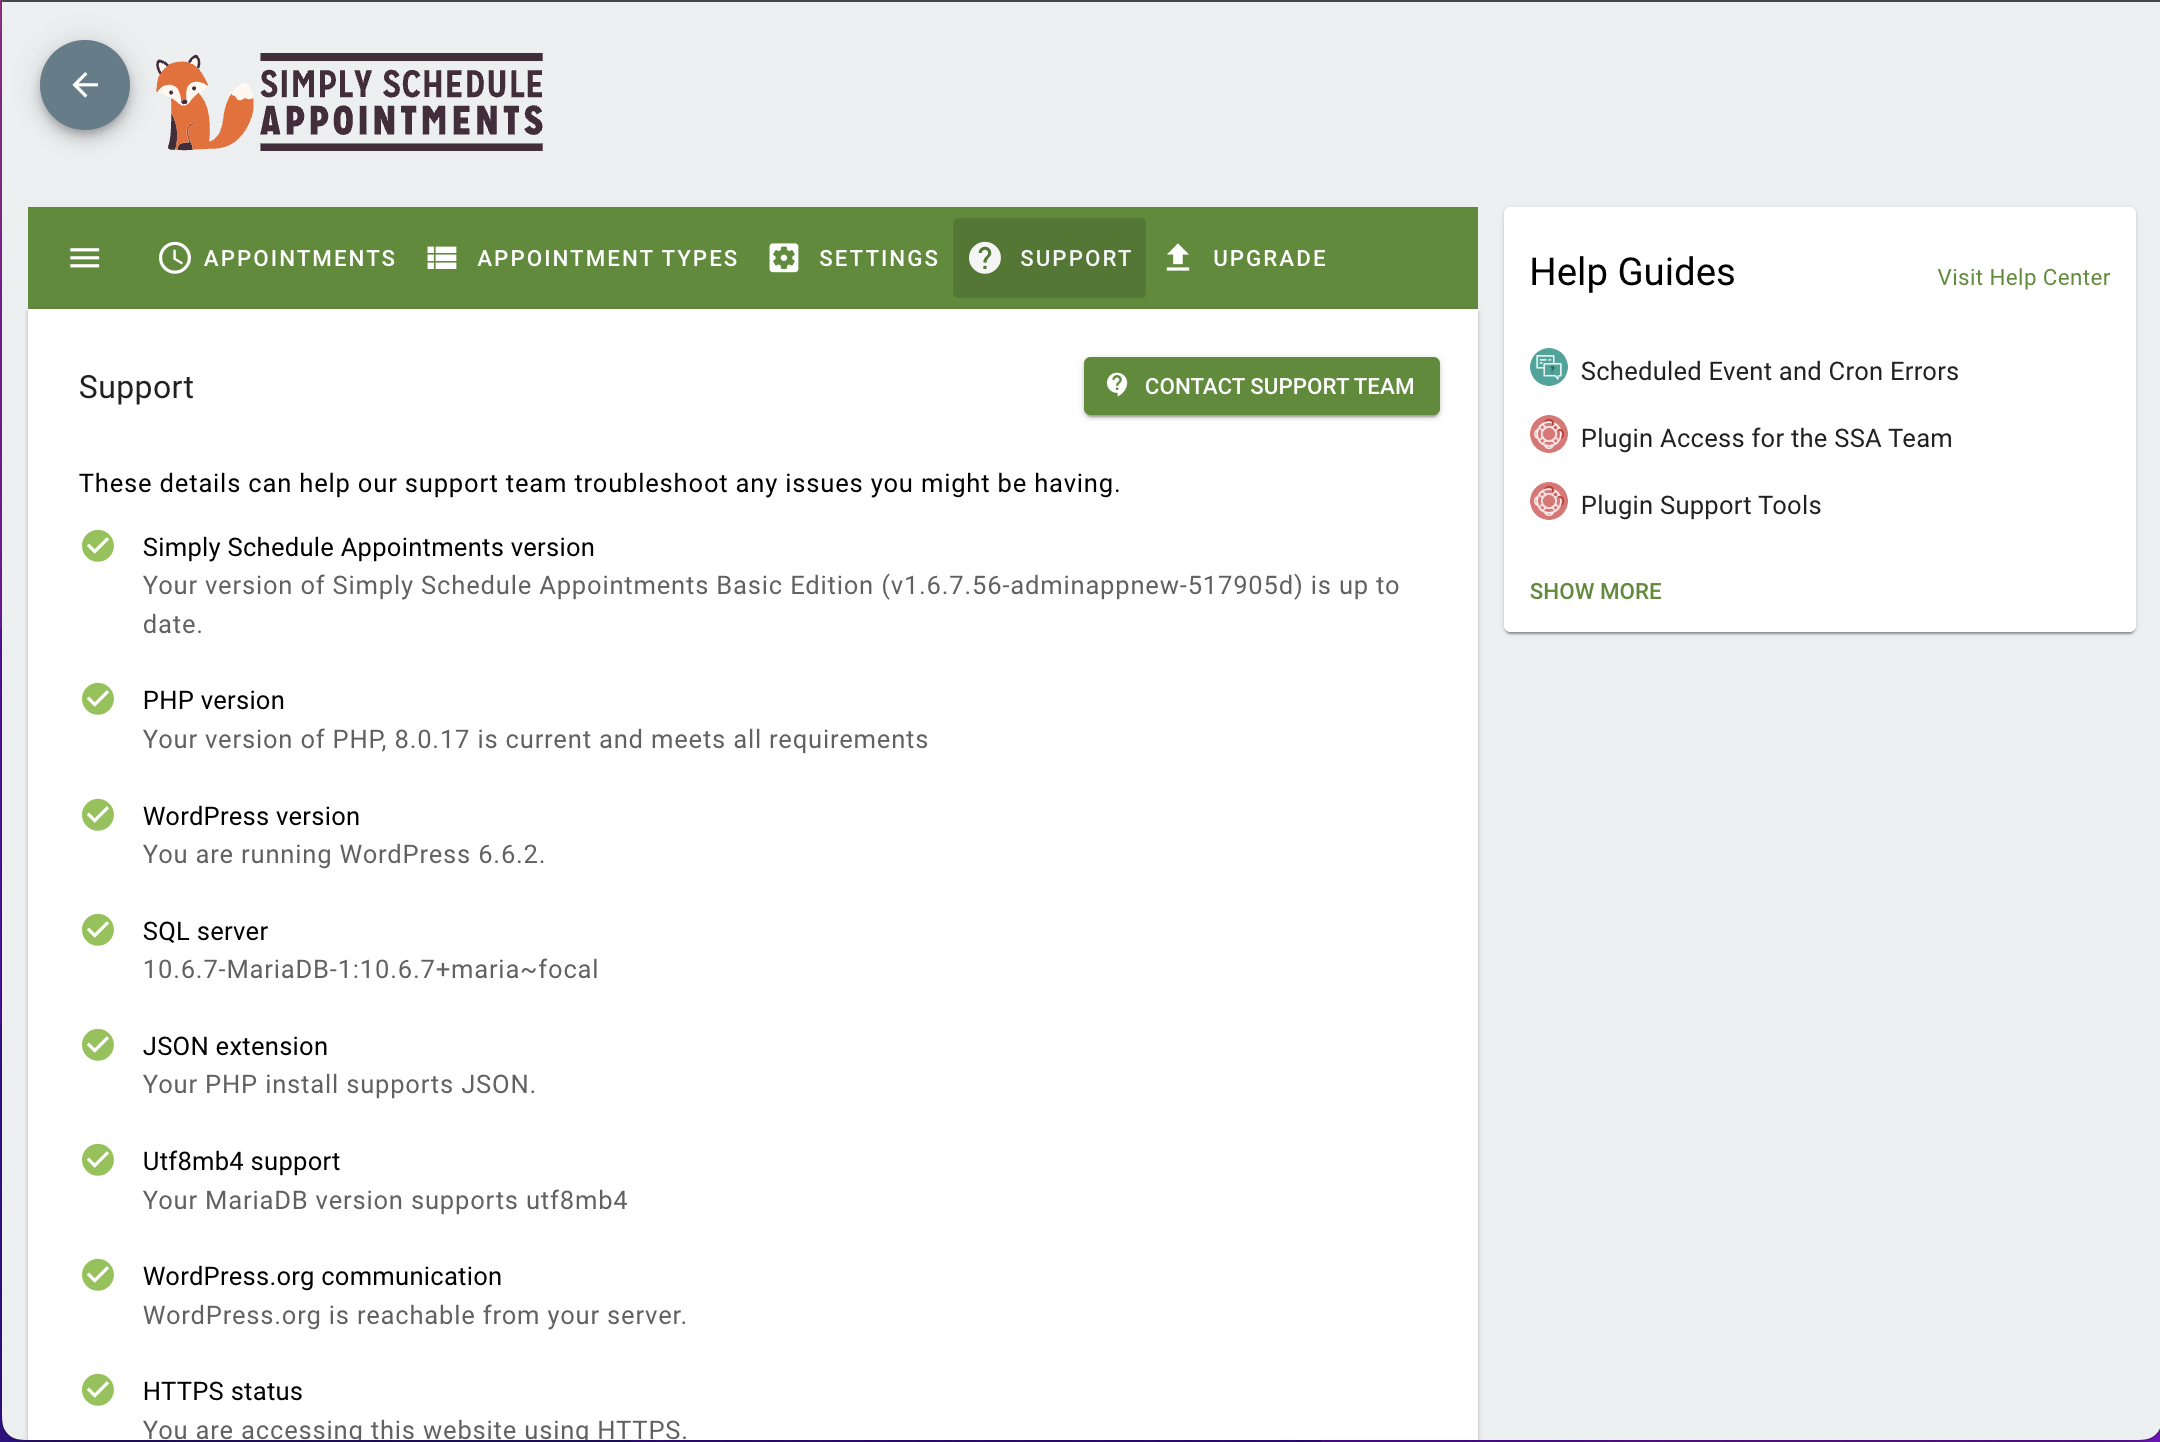 SIMPLY SCHEDULE
APPOINTMENTS
APPOINTMENTS
APPOINTMENT TYPES
SETTINGS
SUPPORT
UPGRADE
Support
CONTACT SUPPORT TEAM
These details can help our support team troubleshoot any issues you might be having.
Simply Schedule Appointments version
Your version of Simply Schedule Appointments Basic Edition (v1.6.7.56-adminappnew-517905d) is up to
date.
PHP version
Your version of PHP, 8.0.17 is current and meets all requirements
WordPress version
You are running WordPress 6.6.2.
SQL server
10.6.7-MariaDB-1:10.6.7+maria~focal
JSON extension
Your PHP install supports JSON.
Utf8mb4 support
Your MariaDB version supports utf8mb4
WordPress.org communication
WordPress.org is reachable from your server.
HTTPS status
You are accessing this website using HTTPS.
Help Guides
Visit Help Center
Scheduled Event and Cron Errors
Plugin Access for the SSA Team
Plugin Support Tools
SHOW MORE